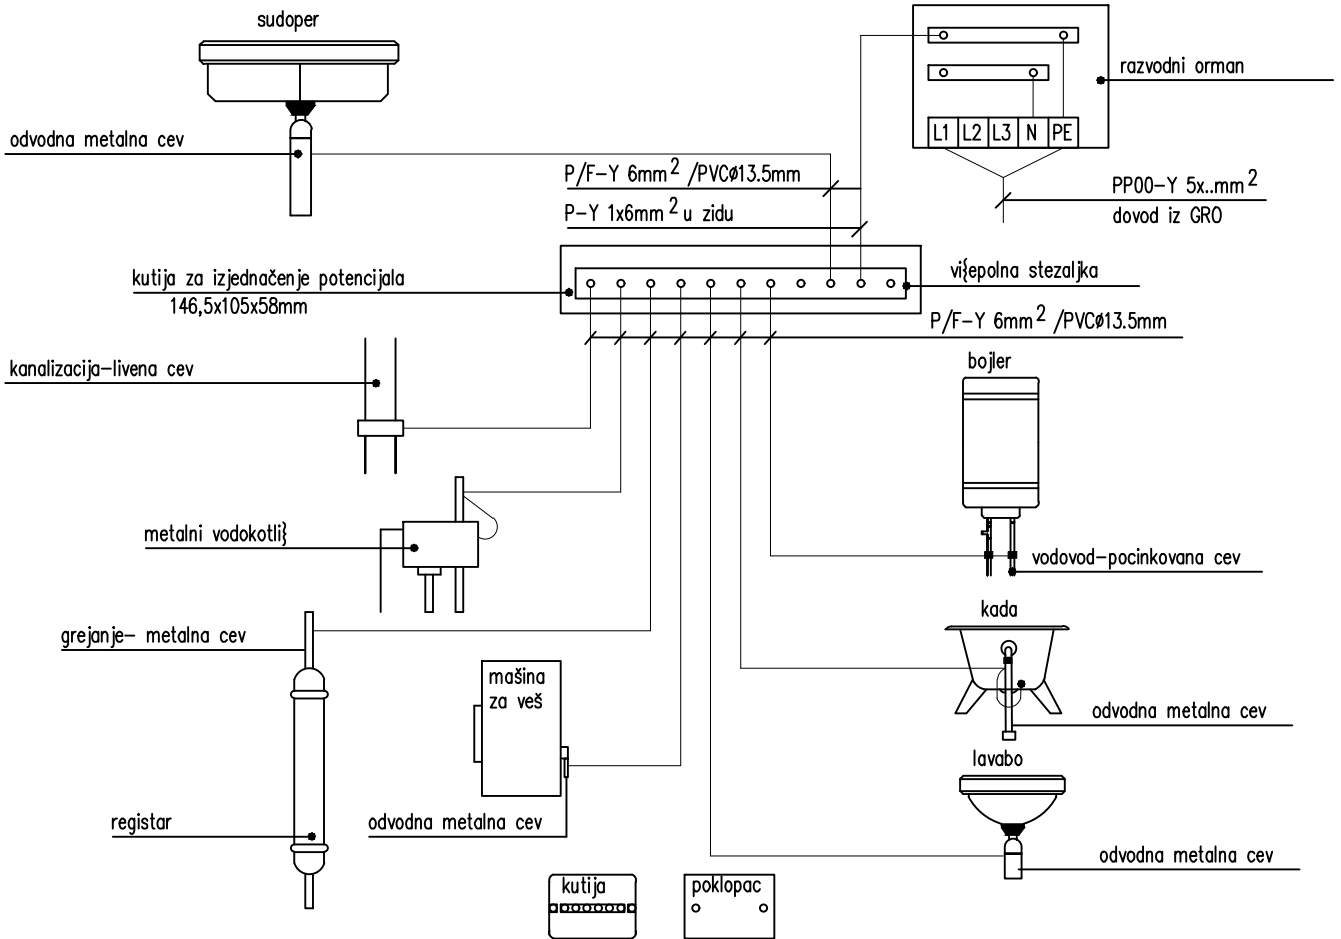 sudoper
razvodni orman
L1 L2 L3 N PE
odvodna metalna cev
P/F-Y 6mm2 /PVCø13.5mm
PP00-Y 5x..mm2
dovod iz GRO
P-Y 1x6mm2 u zidu
kutija za izjednačenje potencijala
146,5x105x58mm
vi}epolna stezaljka
P/F-Y 6mm2 /PVCø13.5mm
kanalizacija-livena cev
bojler
metalni vodokotli}
vodovod-pocinkovana cev
kada
grejanje- metalna cev
mašina
za veš
odvodna metalna cev
lavabo
registar
odvodna metalna cev
odvodna metalna cev
kutija
poklopac